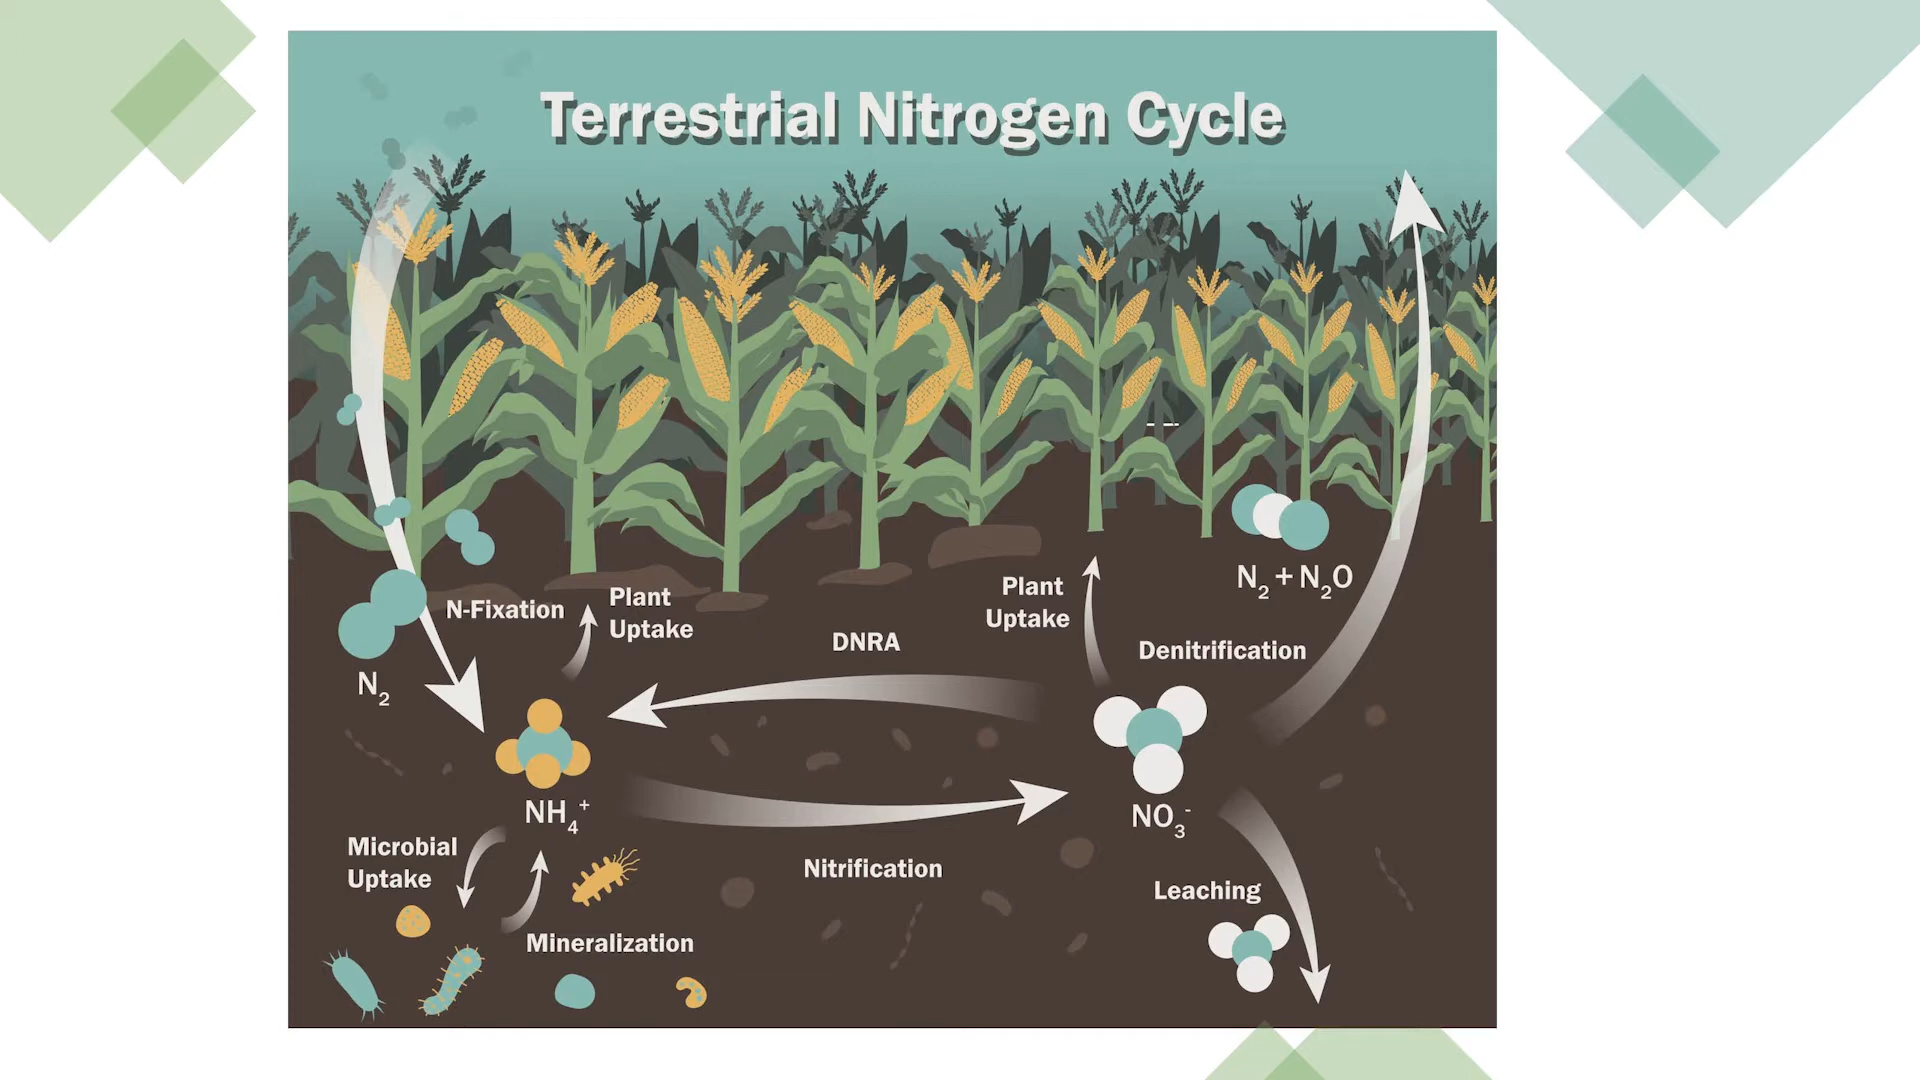 Terrestrial Nitrogen Cycle
N-Fixation
Plant
Uptake
N₂
DNRA
Plant
Uptake
N₂ + N₂O
Denitrification
NH₄⁺
NO₃⁻
Microbial
Uptake
Nitrification
Leaching
Mineralization